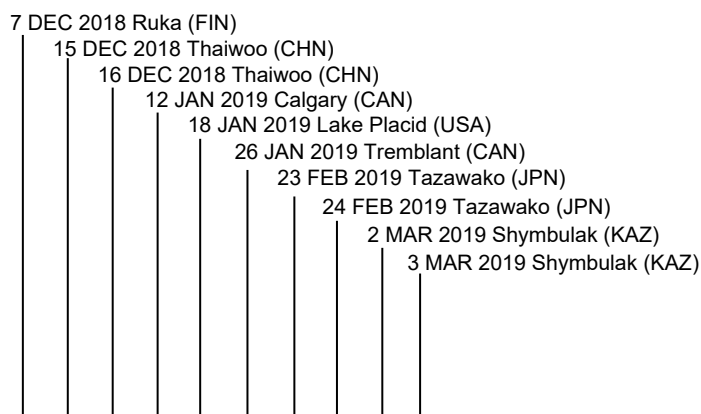 7 DEC 2018 Ruka (FIN)
15 DEC 2018 Thaiwoo (CHN)
16 DEC 2018 Thaiwoo (CHN)
12 JAN 2019 Calgary (CAN)
18 JAN 2019 Lake Placid (USA)
26 JAN 2019 Tremblant (CAN)
23 FEB 2019 Tazawako (JPN)
24 FEB 2019 Tazawako (JPN)
2 MAR 2019 Shymbulak (KAZ)
3 MAR 2019 Shymbulak (KAZ)